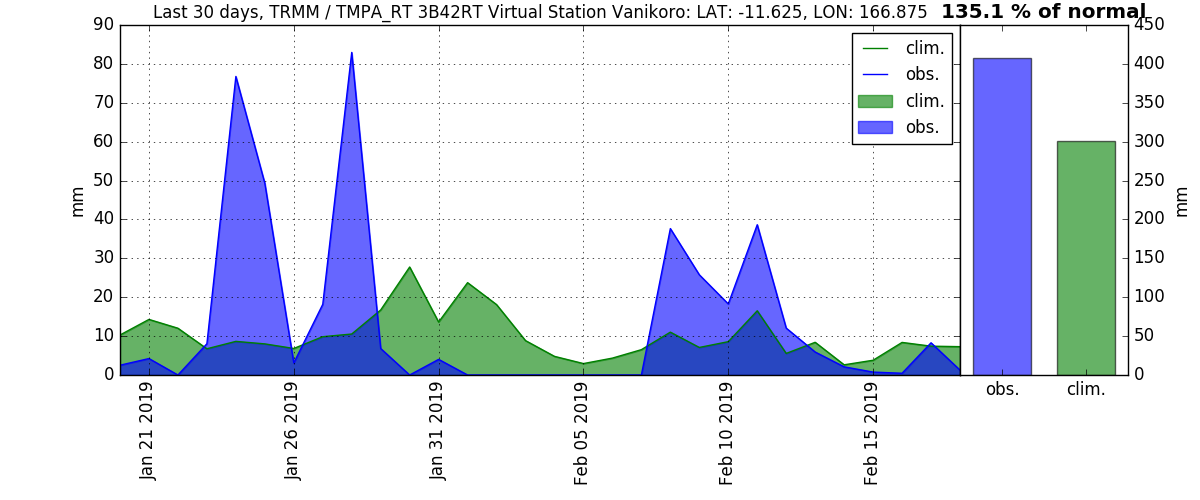 Last 30 days, TRMM / TMPA_RT 3B42RT Virtual Station Vanikoro: LAT: -11.625, LON: 166.875
135.1 % of normal
90
80
70
60
50
40
30
20
10
0
mm
clim.
obs.
clim.
obs.
Jan 21 2019
Jan 26 2019
Jan 31 2019
Feb 05 2019
Feb 10 2019
Feb 15 2019
450
400
350
300
250
200
150
100
50
0
mm
obs.
clim.